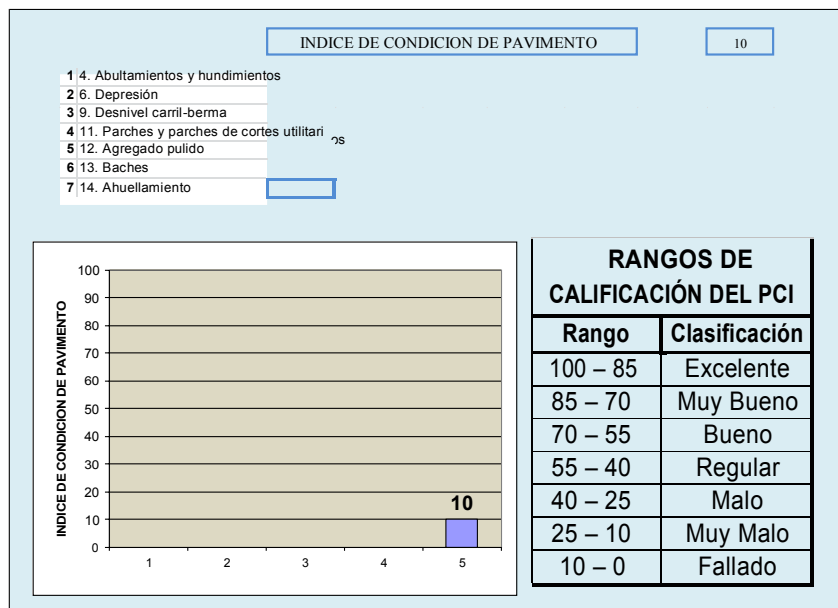 INDICE DE CONDICION DE PAVIMENTO 10
1 4. Abultamientos y hundimientos
2 6. Depresión
3 9. Desnivel carril-berma
4 11. Parches y parches de cortes utilitarios
5 12. Agregado pulido
6 13. Baches
7 14. Ahuellamiento
INDICE DE CONDICION DE PAVIMENTO
100
90
80
70
60
50
40
30
20
10
0
10
1 2 3 4 5
RANGOS DE
CALIFICACIÓN DEL PCI
Rango Clasificación
100 – 85 Excelente
85 – 70 Muy Bueno
70 – 55 Bueno
55 – 40 Regular
40 – 25 Malo
25 – 10 Muy Malo
10 – 0 Fallado